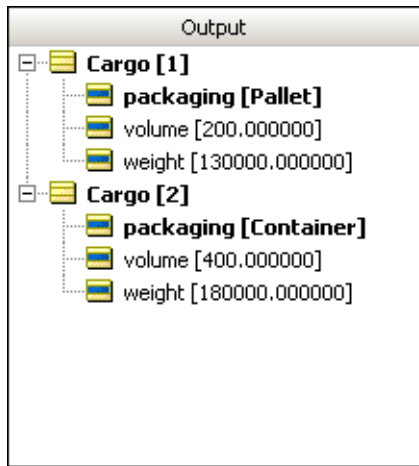 Output
Cargo [1]
packaging [Pallet]
volume [200.000000]
weight [130000.000000]
Cargo [2]
packaging [Container]
volume [400.000000]
weight [180000.000000]